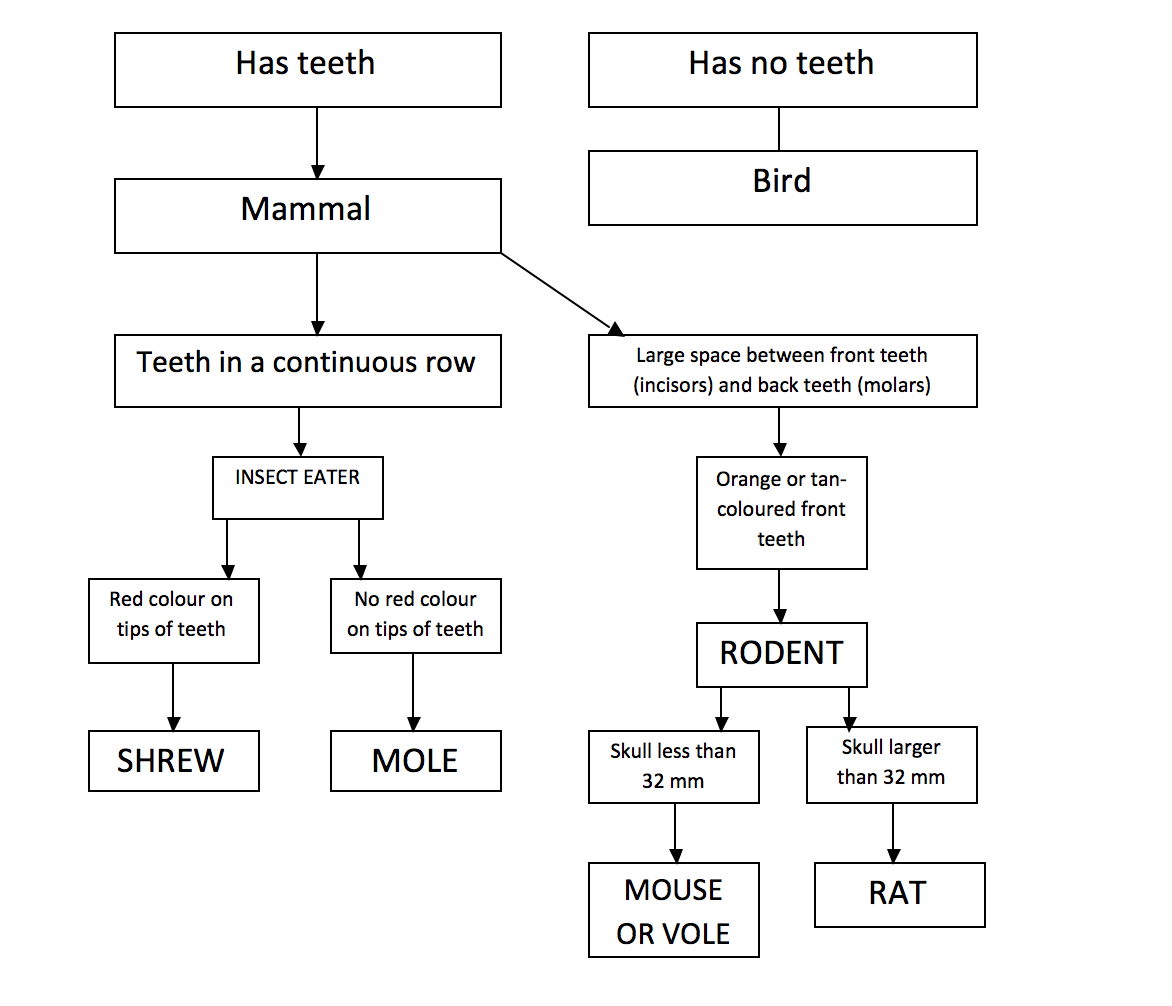 Has teeth
Has no teeth
Bird
Mammal
Teeth in a continuous row
Large space between front teeth
(incisors) and back teeth (molars)
INSECT EATER
Orange or tan-
coloured front
teeth
Red colour on
tips of teeth
No red colour
on tips of teeth
RODENT
SHREW
MOLE
Skull less than
32 mm
Skull larger
than 32 mm
MOUSE
OR VOLE
RAT